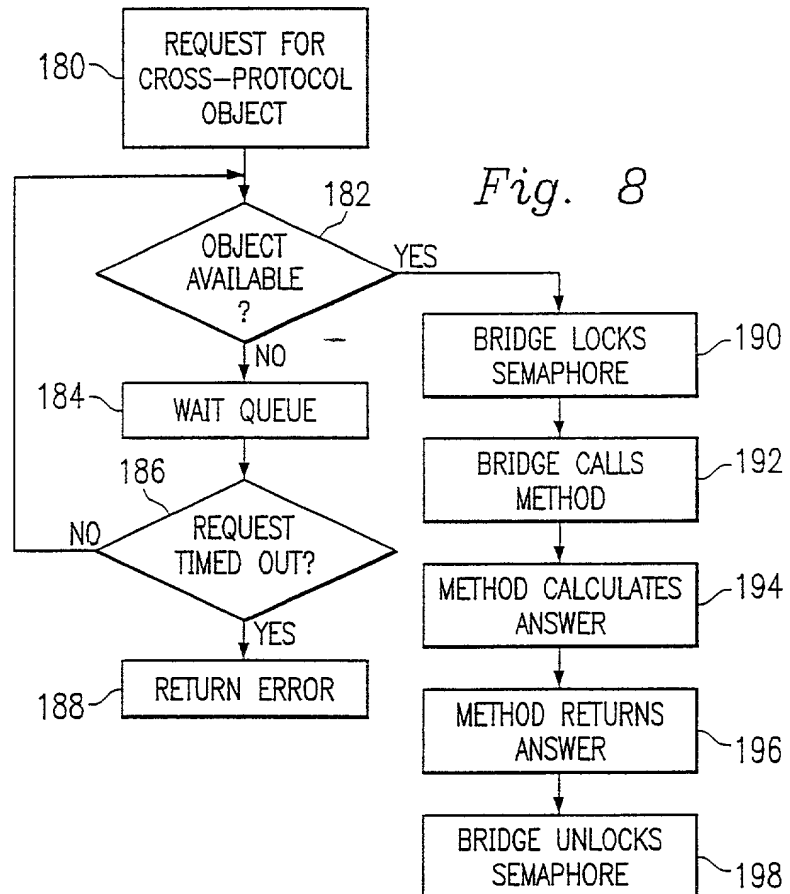 180
REQUEST FOR
CROSS-PROTOCOL
OBJECT
Fig. 8
182
OBJECT
AVAILABLE
?
YES
NO
184
WAIT QUEUE
186
REQUEST
TIMED OUT?
NO
YES
188
RETURN ERROR
BRIDGE LOCKS
SEMAPHORE
190
BRIDGE CALLS
METHOD
192
METHOD CALCULATES
ANSWER
194
METHOD RETURNS
ANSWER
196
BRIDGE UNLOCKS
SEMAPHORE
198